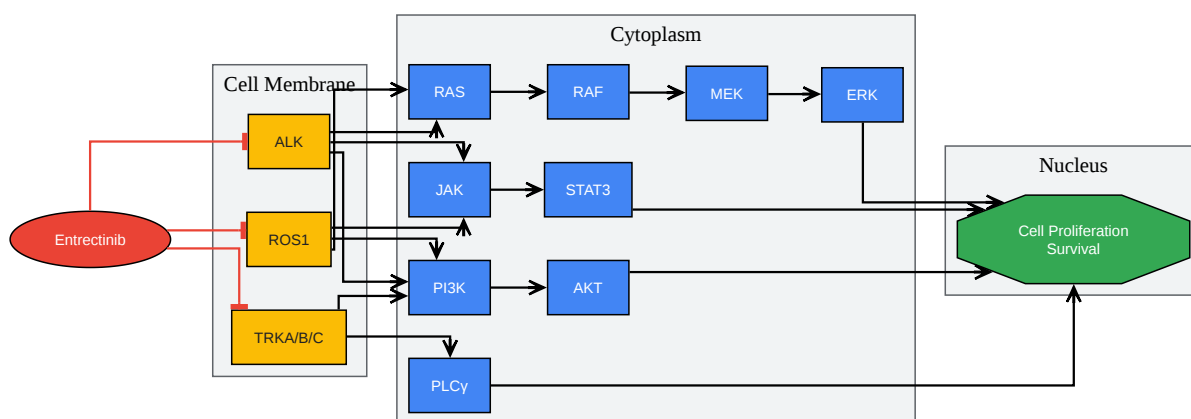 Cytoplasm
Cell Membrane
RAS
RAF
MEK
ERK
ALK
JAK
STAT3
Nucleus
Entrectinib
ROS1
Cell Proliferation
Survival
PI3K
AKT
TRKA/B/C
PLCγ